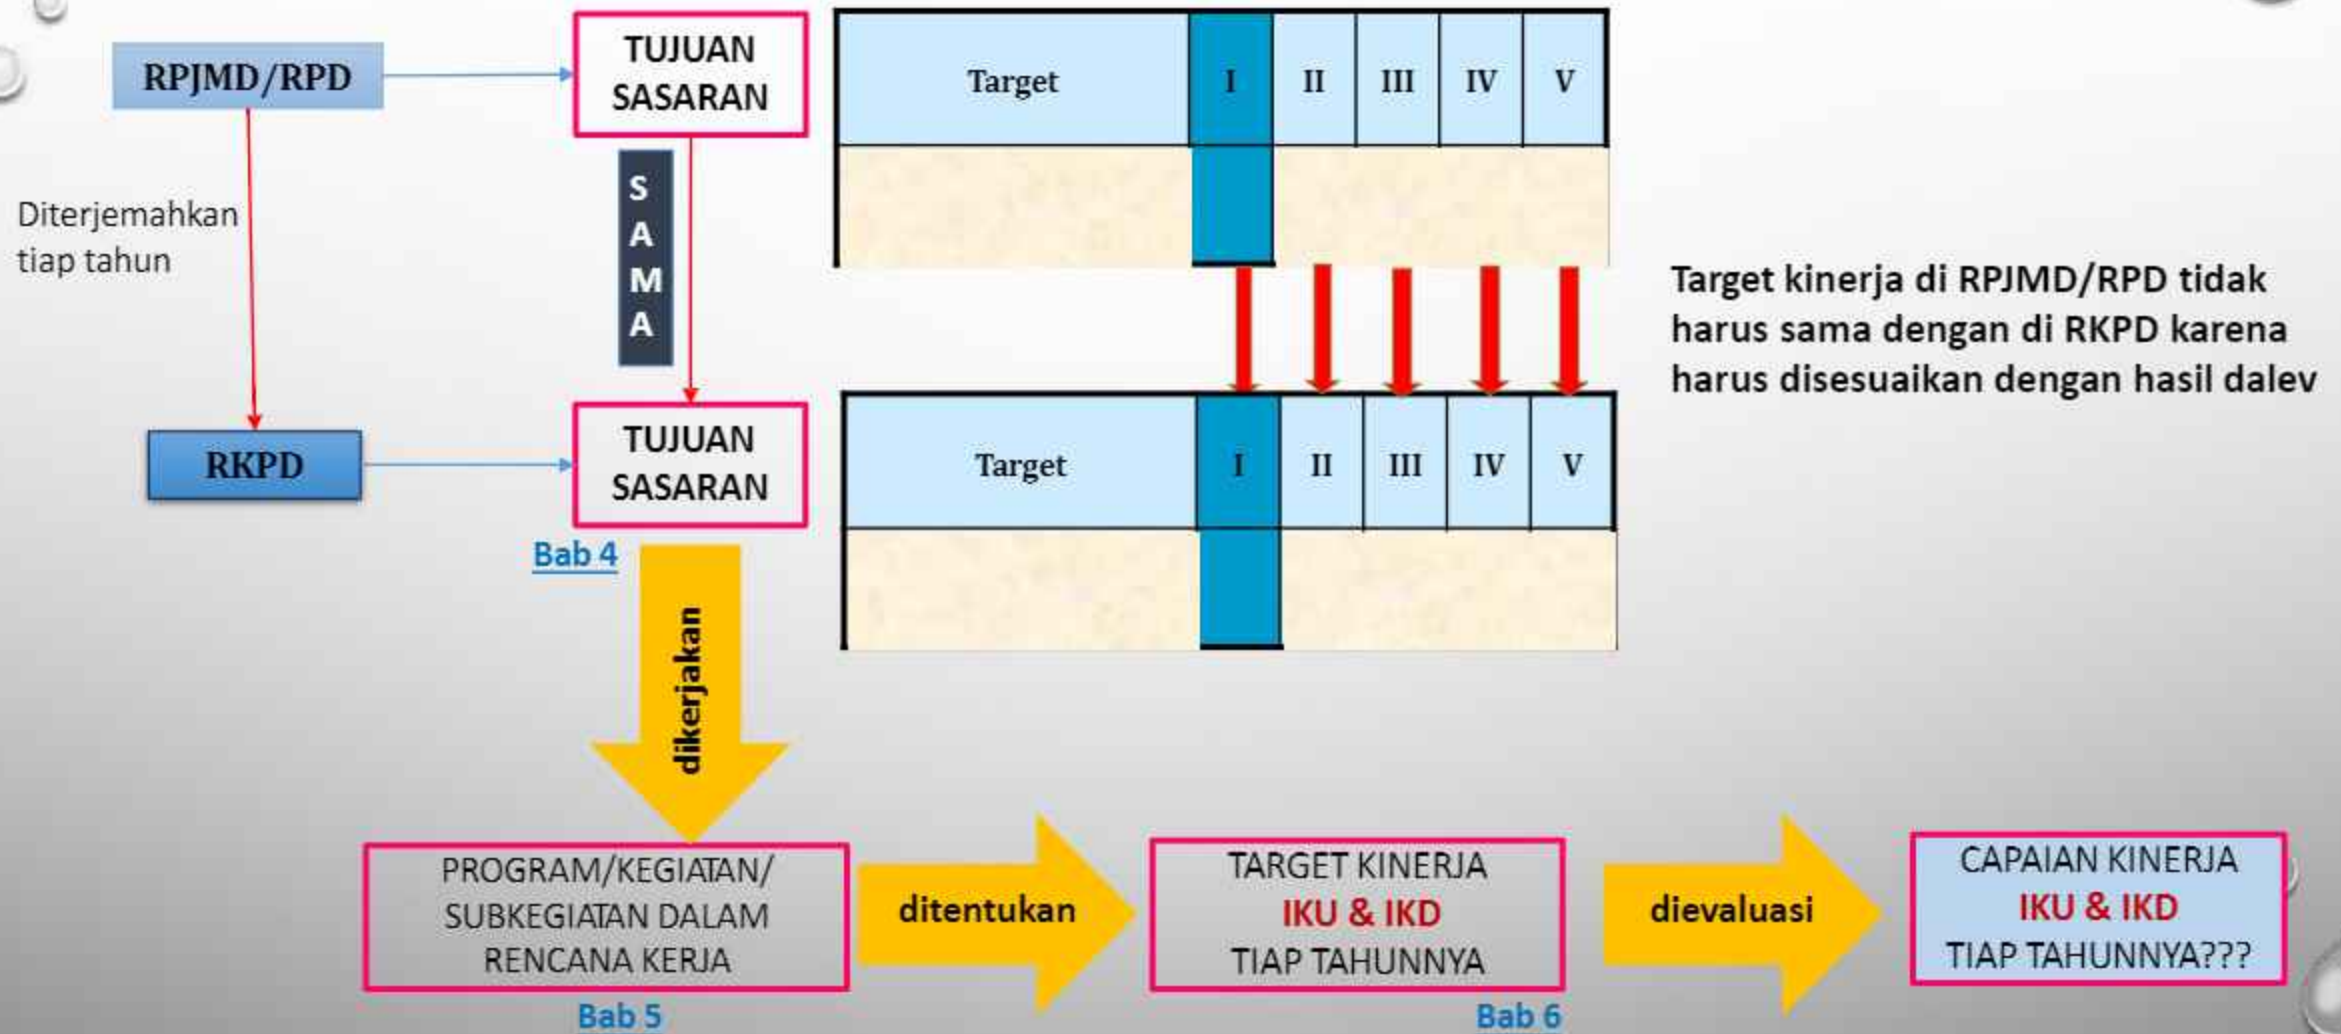 RPJMD/RPD
TUJUAN
SASARAN
Target I II III IV V
Diterjemahkan
tiap tahun
S
A
M
A
Target kinerja di RPJMD/RPD tidak
harus sama dengan di RKPD karena
harus disesuaikan dengan hasil dalev
RKPD
TUJUAN
SASARAN
Target I II III IV V
Bab 4
dikerjakan
PROGRAM/KEGIATAN/
SUBKEGIATAN DALAM
RENCANA KERJA
Bab 5
ditentukan
TARGET KINERJA
IKU & IKD
TIAP TAHUNNYA
Bab 6
dievaluasi
CAPAIAN KINERJA
IKU & IKD
TIAP TAHUNNYA???